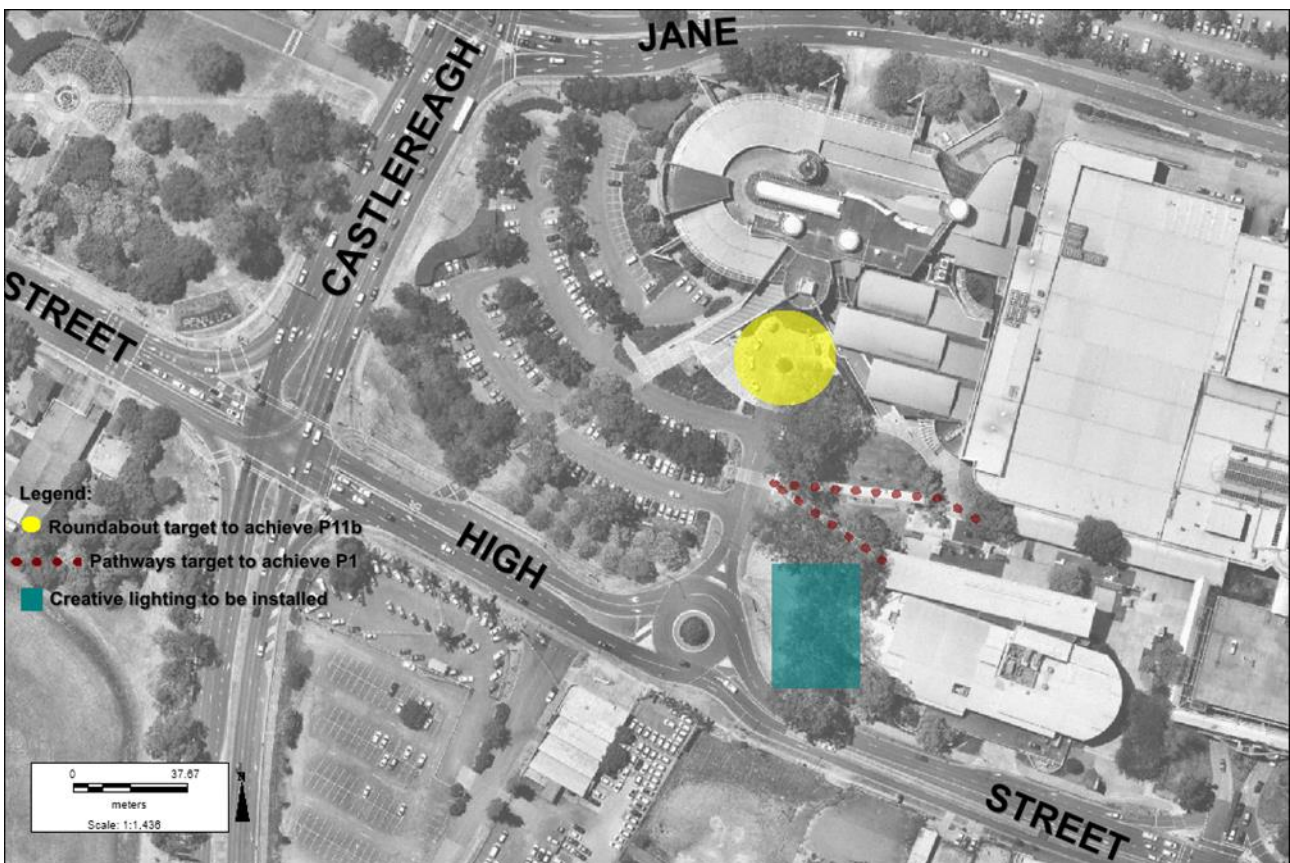 JANE
CASTLEREAGH
STREET
PENRITH
HIGH
Legend:
Roundabout target to achieve P11b
Pathways target to achieve P1
Creative lighting to be installed
0 37.67
N
meters
Scale: 1:1,436
STREET